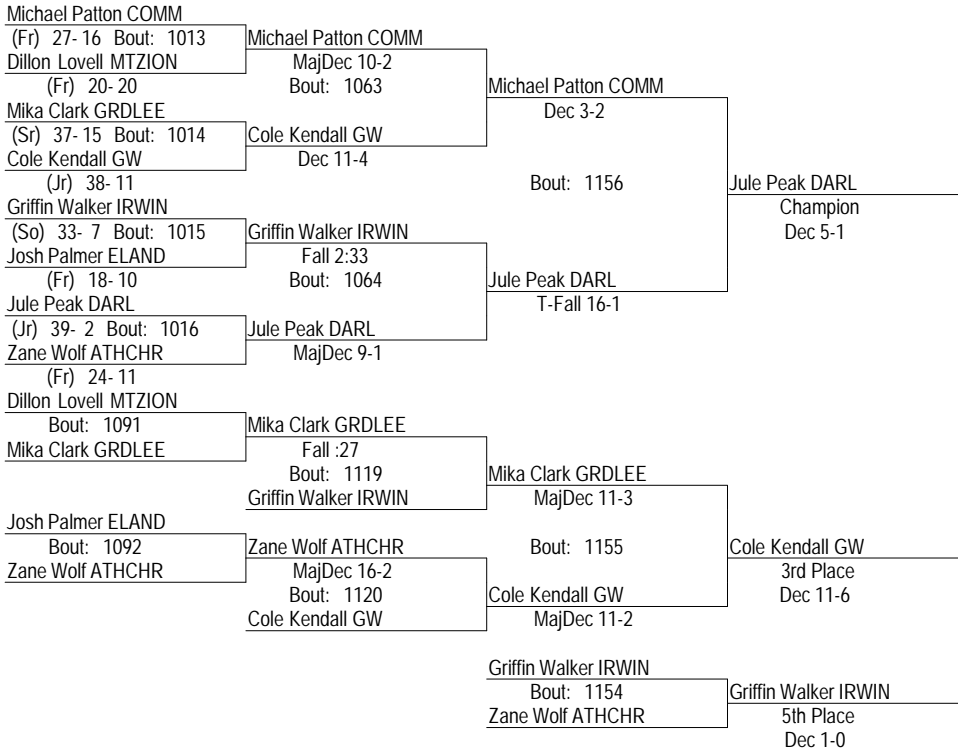 Michael Patton COMM
(Fr) 27- 16 Bout: 1013
Michael Patton COMM
Dillon Lovell MTZION
MajDec 10-2
(Fr) 20- 20
Bout: 1063
Michael Patton COMM
Mika Clark GRDLEE
Dec 3-2
(Sr) 37- 15 Bout: 1014
Cole Kendall GW
Cole Kendall GW
Dec 11-4
(Jr) 38- 11
Bout: 1156
Jule Peak DARL
Griffin Walker IRWIN
Champion
(So) 33- 7 Bout: 1015
Griffin Walker IRWIN
Dec 5-1
Josh Palmer ELAND
Fall 2:33
(Fr) 18- 10
Bout: 1064
Jule Peak DARL
Jule Peak DARL
T-Fall 16-1
(Jr) 39- 2 Bout: 1016
Jule Peak DARL
Zane Wolf ATHCHR
MajDec 9-1
(Fr) 24- 11
Dillon Lovell MTZION
Bout: 1091
Mika Clark GRDLEE
Mika Clark GRDLEE
Fall :27
Bout: 1119
Mika Clark GRDLEE
Griffin Walker IRWIN
MajDec 11-3
Josh Palmer ELAND
Bout: 1092
Zane Wolf ATHCHR
Bout: 1155
Cole Kendall GW
Zane Wolf ATHCHR
MajDec 16-2
3rd Place
Bout: 1120
Cole Kendall GW
Dec 11-6
Cole Kendall GW
MajDec 11-2
Griffin Walker IRWIN
Bout: 1154
Griffin Walker IRWIN
Zane Wolf ATHCHR
5th Place
Dec 1-0